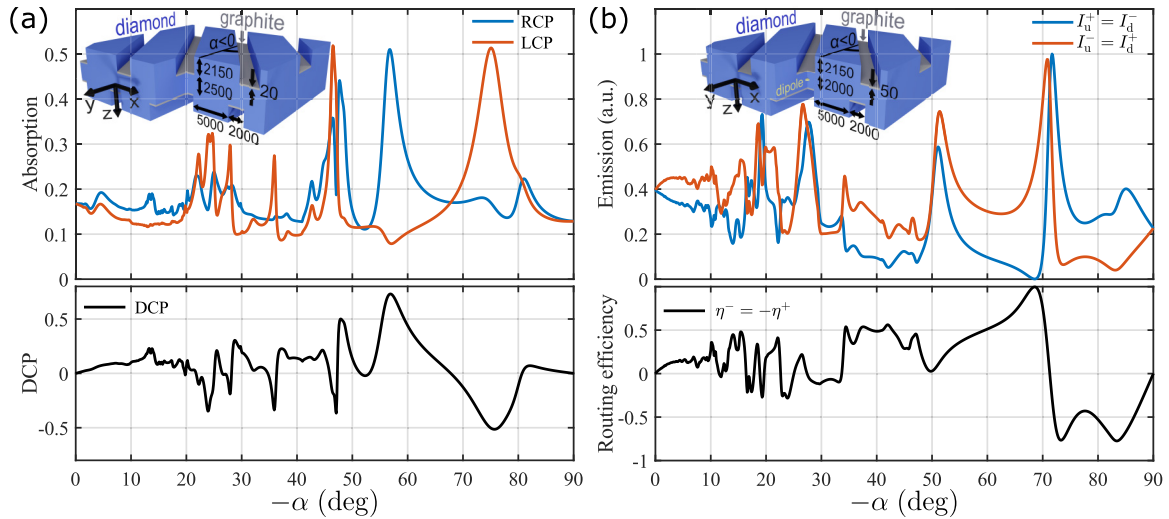 (a)
diamond
graphite
α<0
2150
2500
20
5000
2000
y
z
x
RCP
LCP
Absorption
0.5
0.4
0.3
0.2
0.1
0
DCP
DCP
0.5
0
-0.5
0 10 20 30 40 50 60 70 80 90
−α (deg)
(b)
diamond
graphite
α<0
2150
2000
dipole
50
5000
2000
y
z
x
I_u^+ = I_d^-
I_u^- = I_d^+
Emission (a.u.)
1
0.8
0.6
0.4
0.2
0
η^- = −η^+
Routing efficiency
0.5
0
-0.5
-1
0 10 20 30 40 50 60 70 80 90
−α (deg)